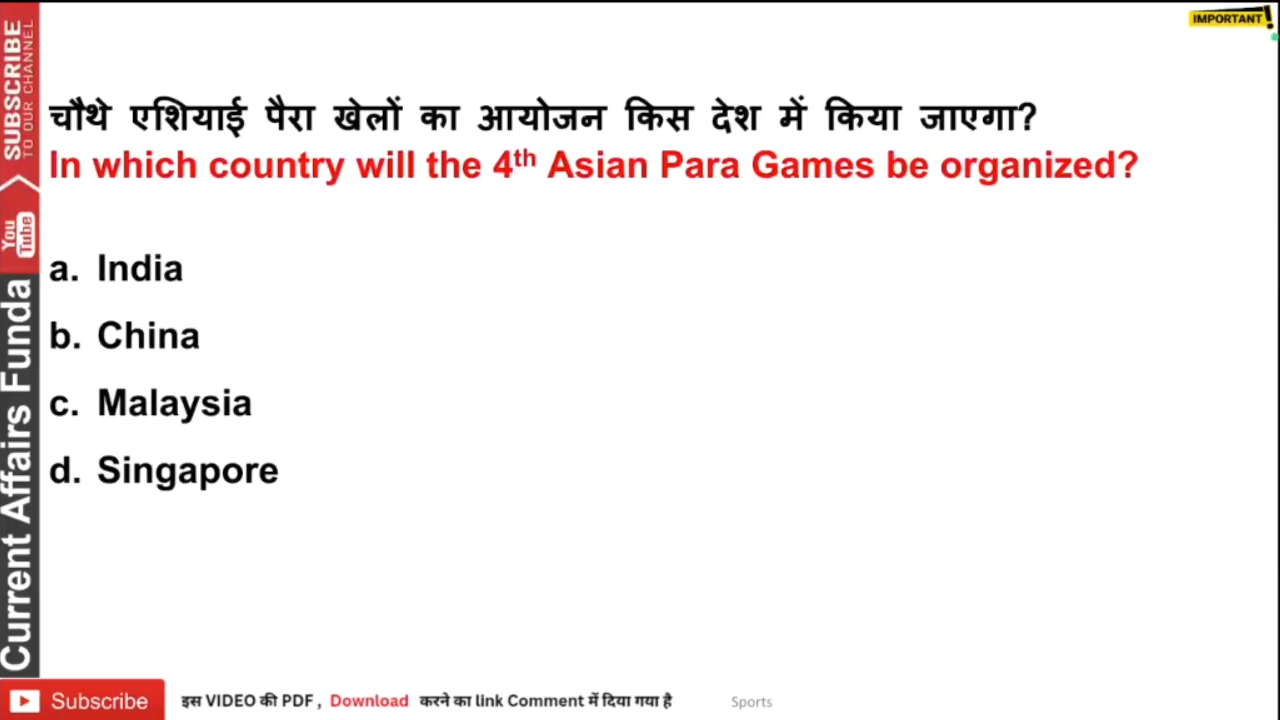 IMPORTANT!
चौथे एशियाई पैरा खेलों का आयोजन किस देश में किया जाएगा?
In which country will the 4th Asian Para Games be organized?
a. India
b. China
c. Malaysia
d. Singapore
SUBSCRIBE
TO OUR CHANNEL
You Tube
Current Affairs Funda
Subscribe
इस VIDEO की PDF , Download करने का link Comment में दिया गया है
Sports